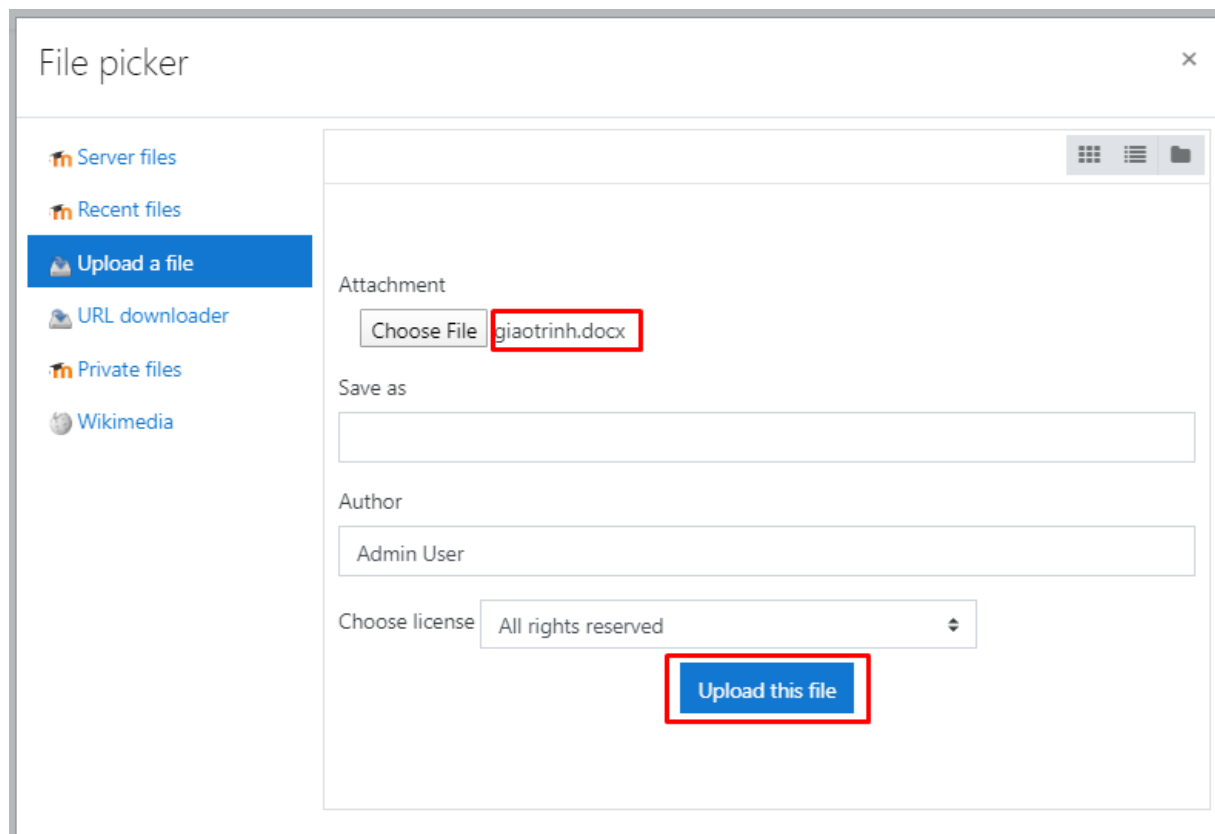 File picker
×
Server files
Recent files
Upload a file
URL downloader
Private files
Wikimedia
Attachment
Choose File giaotrinh.docx
Save as
Author
Admin User
Choose license All rights reserved
Upload this file